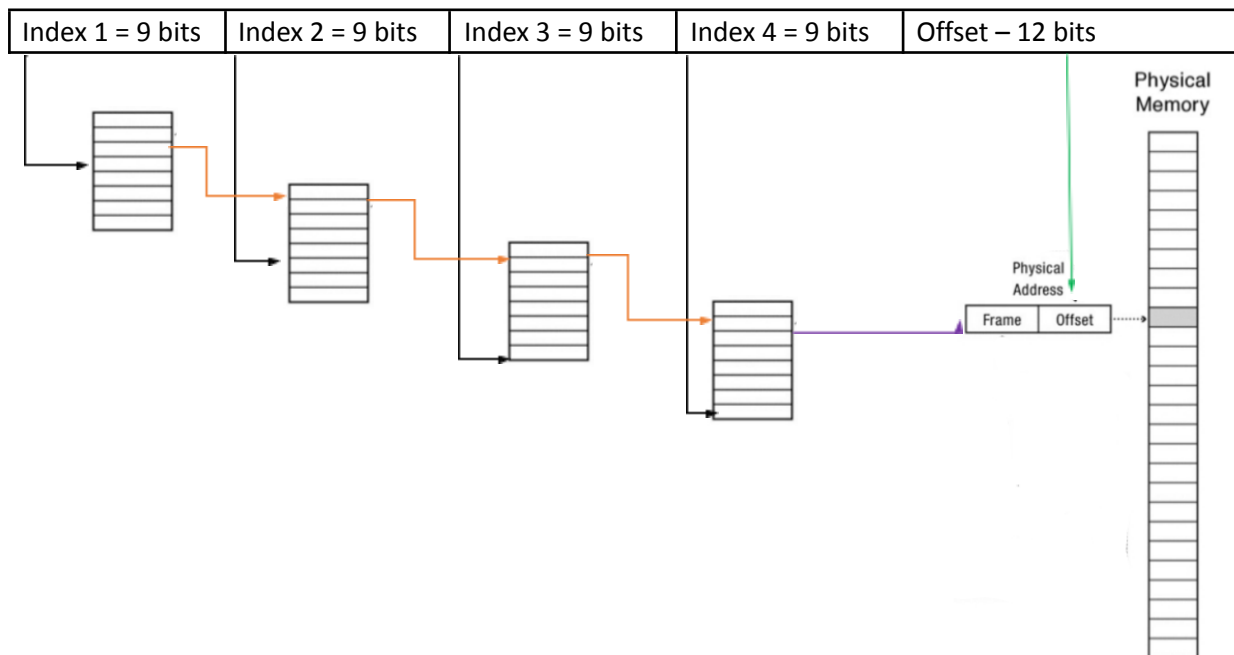 Index 1 = 9 bits
Index 2 = 9 bits
Index 3 = 9 bits
Index 4 = 9 bits
Offset – 12 bits
Physical
Memory
Physical
Address
Frame
Offset